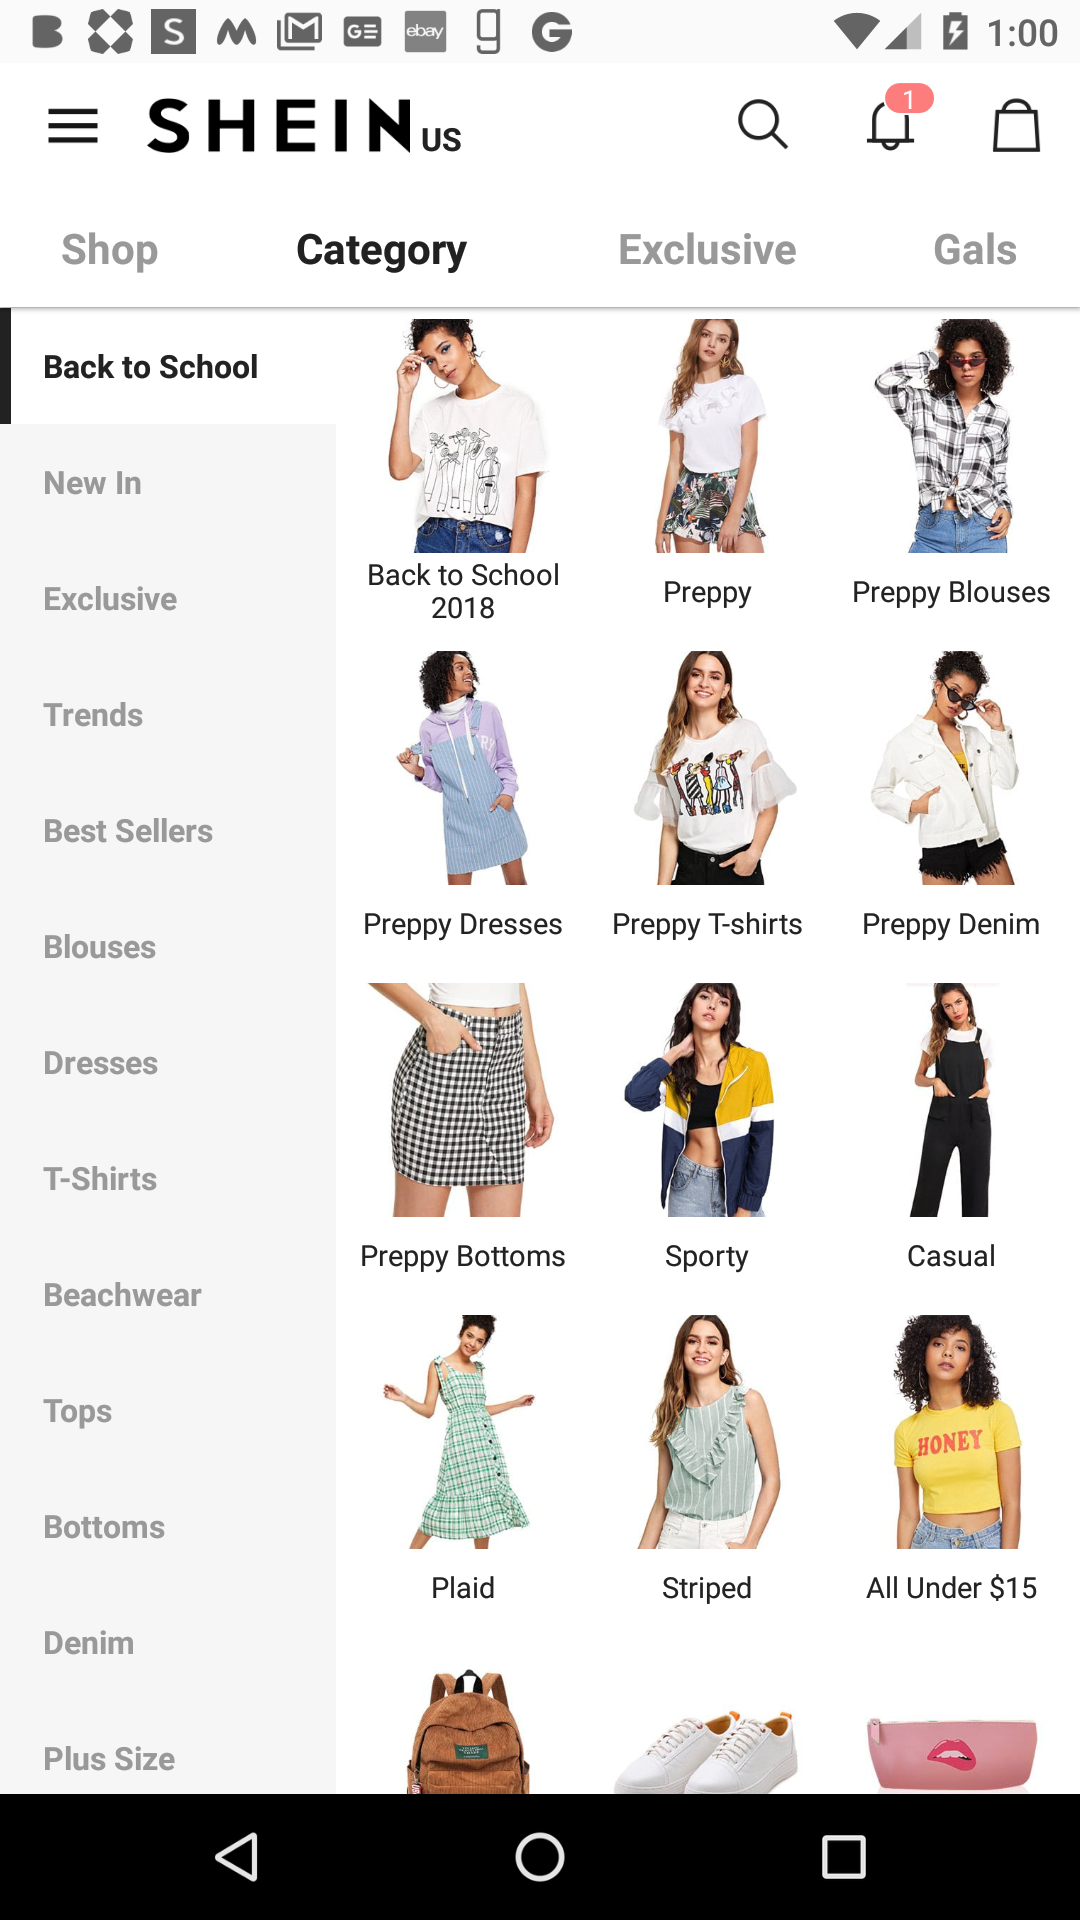 1:00
ebay
SHEIN US
1
Shop Category Exclusive Gals
Back to School
New In
Exclusive
Trends
Best Sellers
Blouses
Dresses
T-Shirts
Beachwear
Tops
Bottoms
Denim
Plus Size
Back to School
2018
Preppy
Preppy Blouses
Preppy Dresses
Preppy T-shirts
Preppy Denim
Preppy Bottoms
Sporty
Casual
HONEY
Plaid
Striped
All Under $15